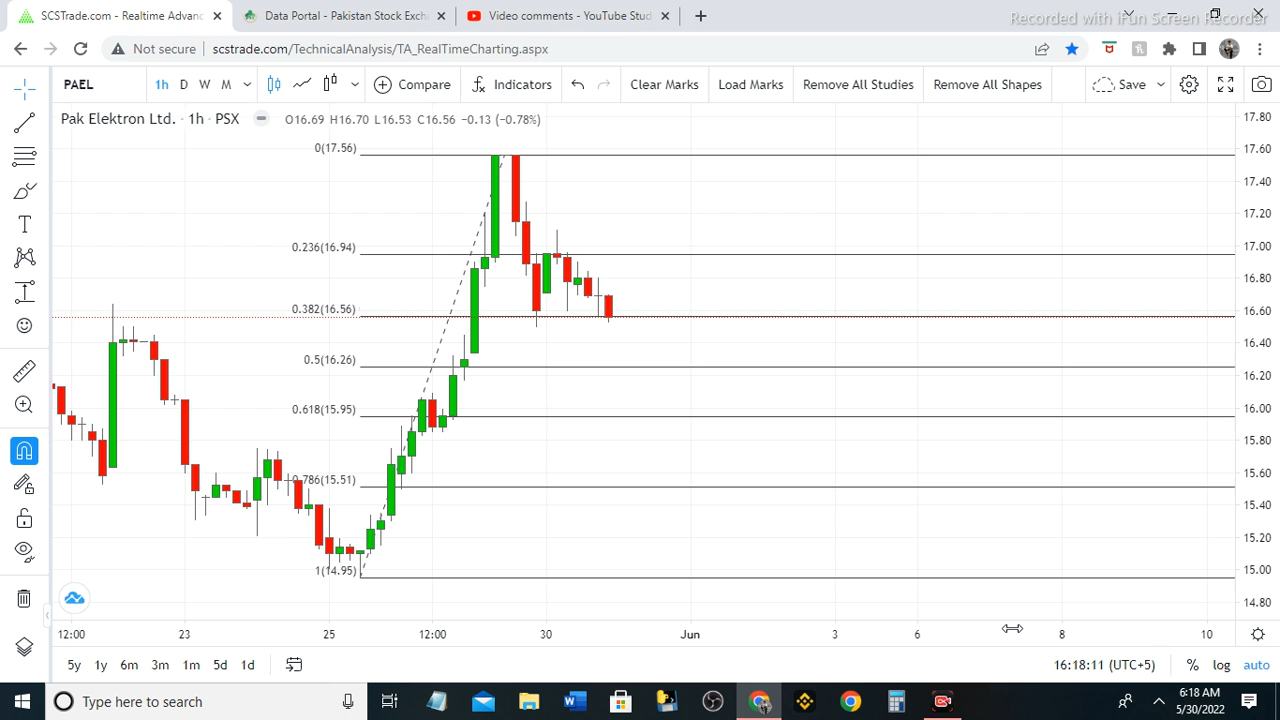 SCSTrade.com - Realtime Advanc
Data Portal - Pakistan Stock Exch
Video comments - YouTube Stud
Recorded with iFun Screen Recorder
Not secure
scstrade.com/TechnicalAnalysis/TA_RealTimeCharting.aspx
PAEL
1h D W M
Compare
Indicators
Clear Marks
Load Marks
Remove All Studies
Remove All Shapes
Save
Pak Elektron Ltd. · 1h · PSX
O16.69 H16.70 L16.53 C16.56 −0.13 (−0.78%)
0(17.56)
0.236(16.94)
0.382(16.56)
0.5(16.26)
0.618(15.95)
0.786(15.51)
1(14.95)
17.80
17.60
17.40
17.20
17.00
16.80
16.60
16.40
16.20
16.00
15.80
15.60
15.40
15.20
15.00
14.80
12:00 23 25 12:00 30 Jun 3 6 8 10
5y 1y 6m 3m 1m 5d 1d
16:18:11 (UTC+5)
% log auto
Type here to search
6:18 AM
5/30/2022